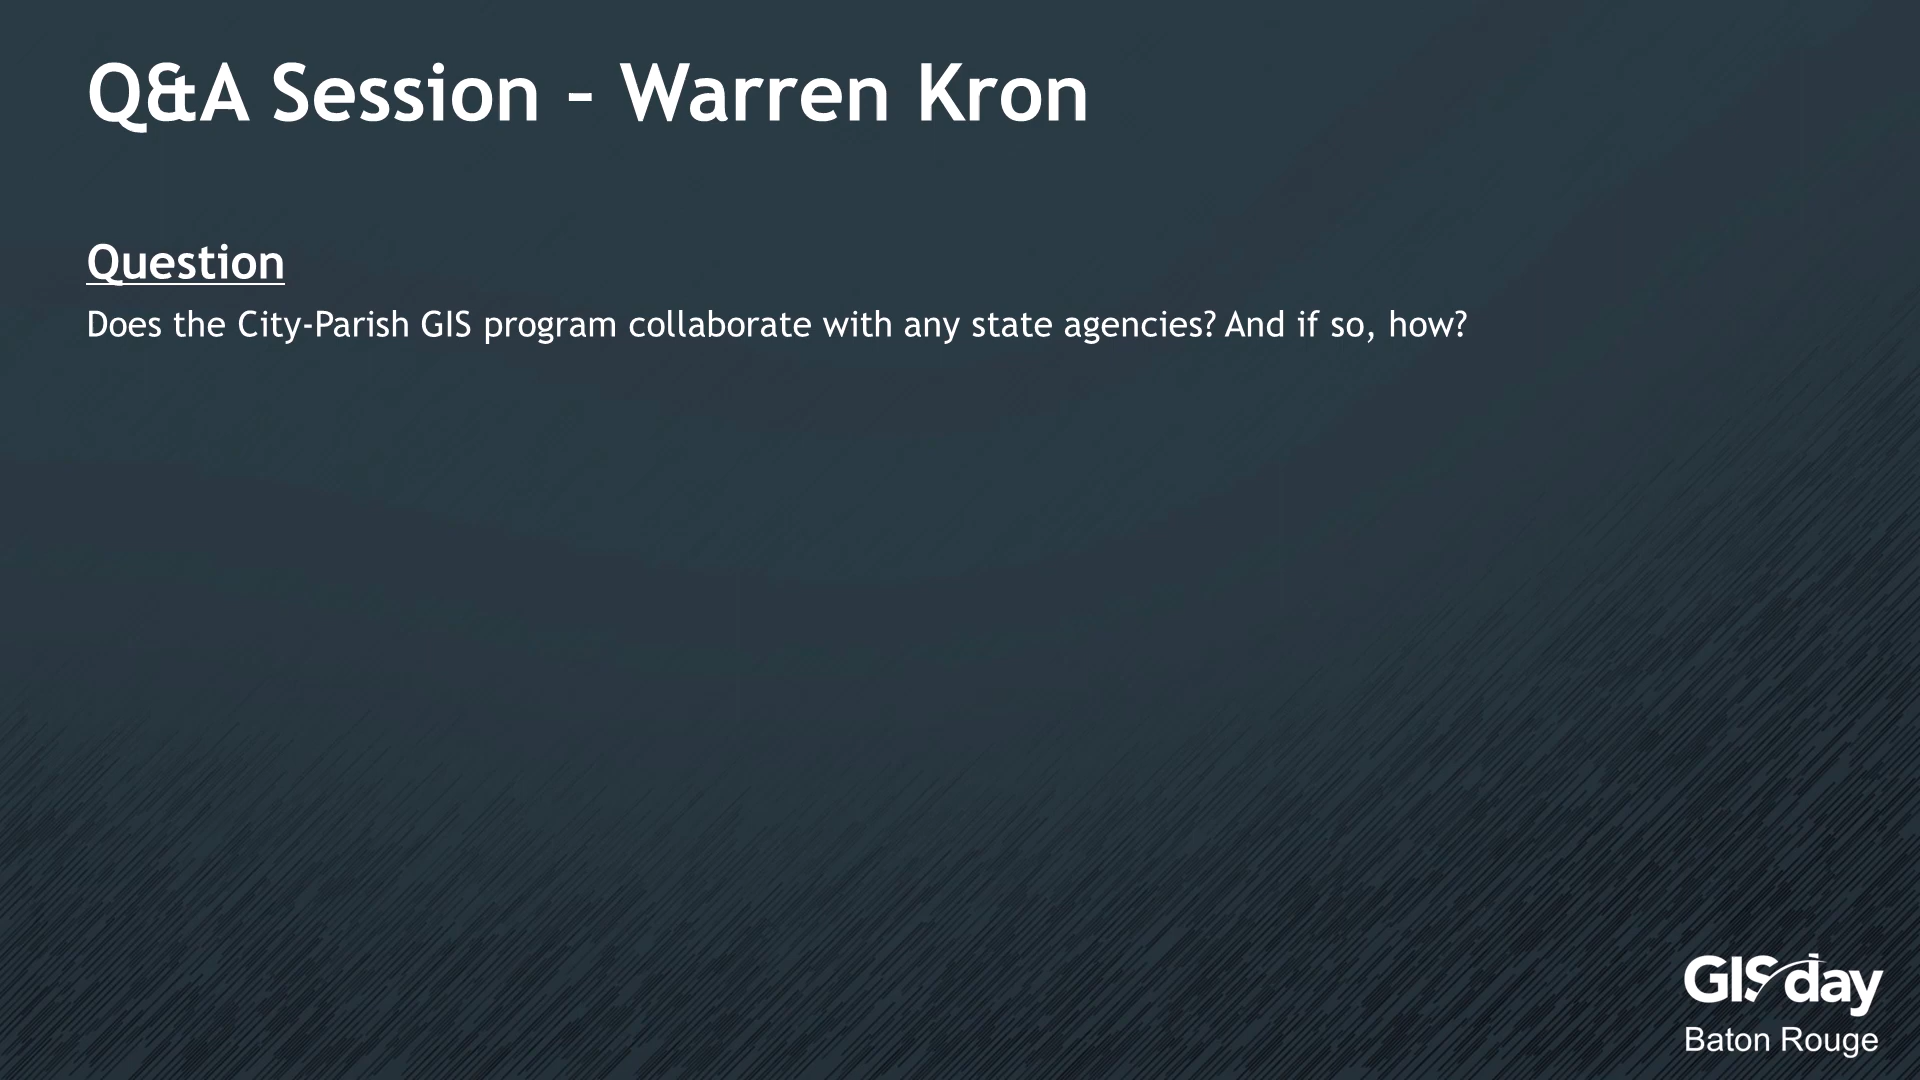 Q&A Session – Warren Kron
Question
Does the City-Parish GIS program collaborate with any state agencies? And if so, how?
GISday
Baton Rouge